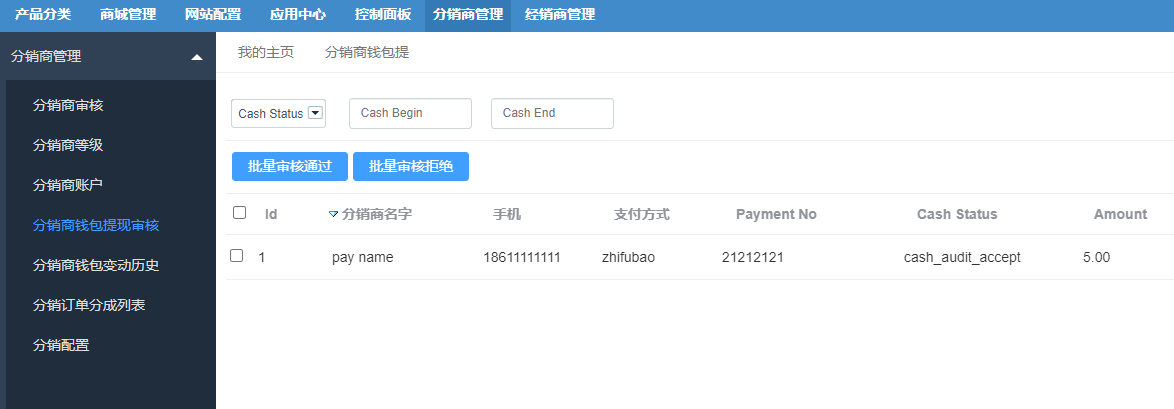 产品分类 商城管理 网站配置 应用中心 控制面板 分销商管理 经销商管理
分销商管理
分销商审核
分销商等级
分销商账户
分销商钱包提现审核
分销商钱包变动历史
分销订单分成列表
分销配置
我的主页 分销商钱包提
Cash Status Cash Begin Cash End
批量审核通过 批量审核拒绝
Id 分销商名字 手机 支付方式 Payment No Cash Status Amount
1 pay name 18611111111 zhifubao 21212121 cash_audit_accept 5.00